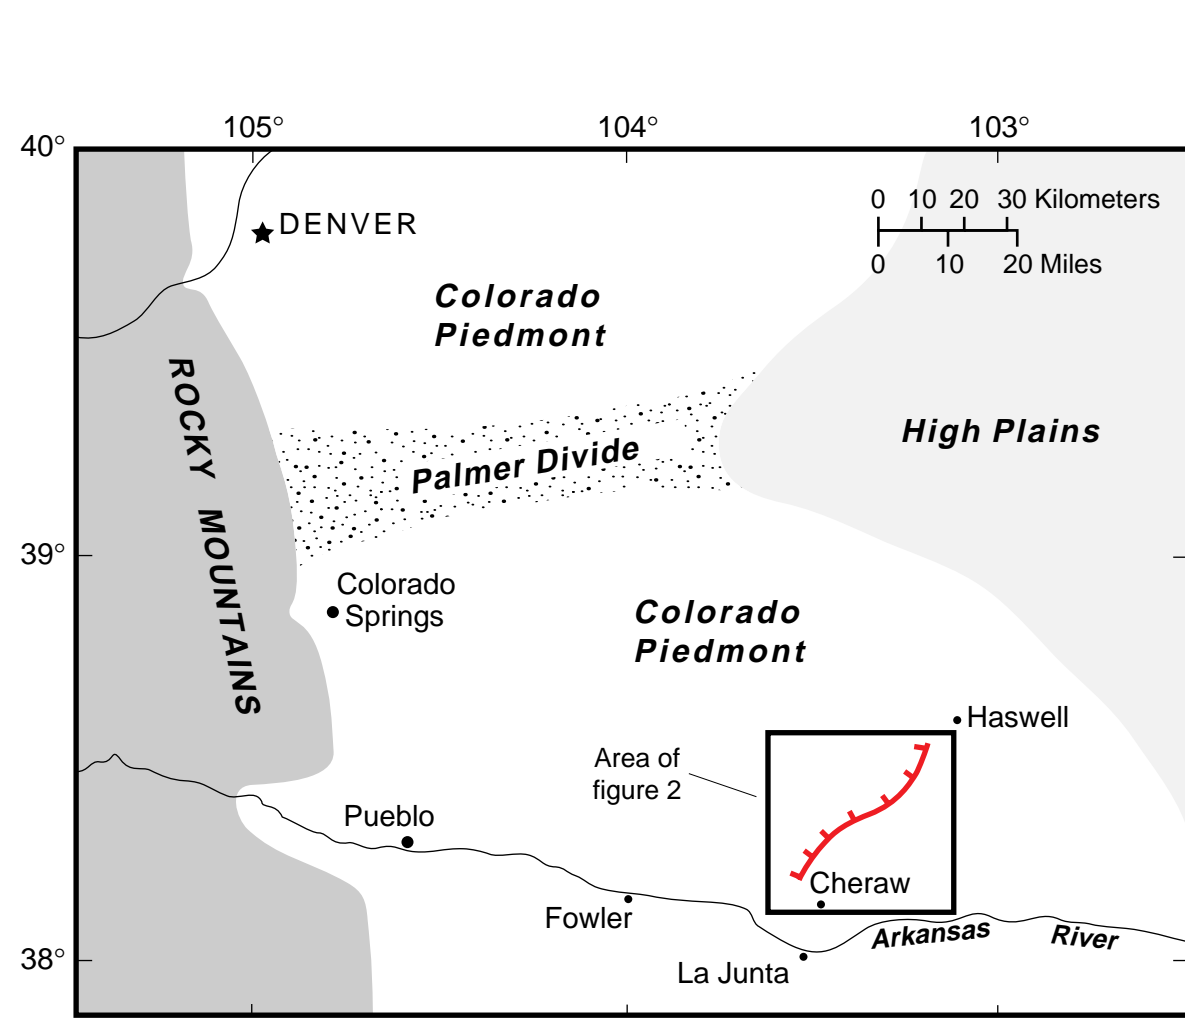 105° 104° 103°
40°
0 10 20 30 Kilometers
0 10 20 Miles
DENVER
Colorado
Piedmont
ROCKY MOUNTAINS
High Plains
Palmer Divide
39°
Colorado
Springs
Colorado
Piedmont
Haswell
Area of
figure 2
Pueblo
Cheraw
Fowler
Arkansas River
38°
La Junta